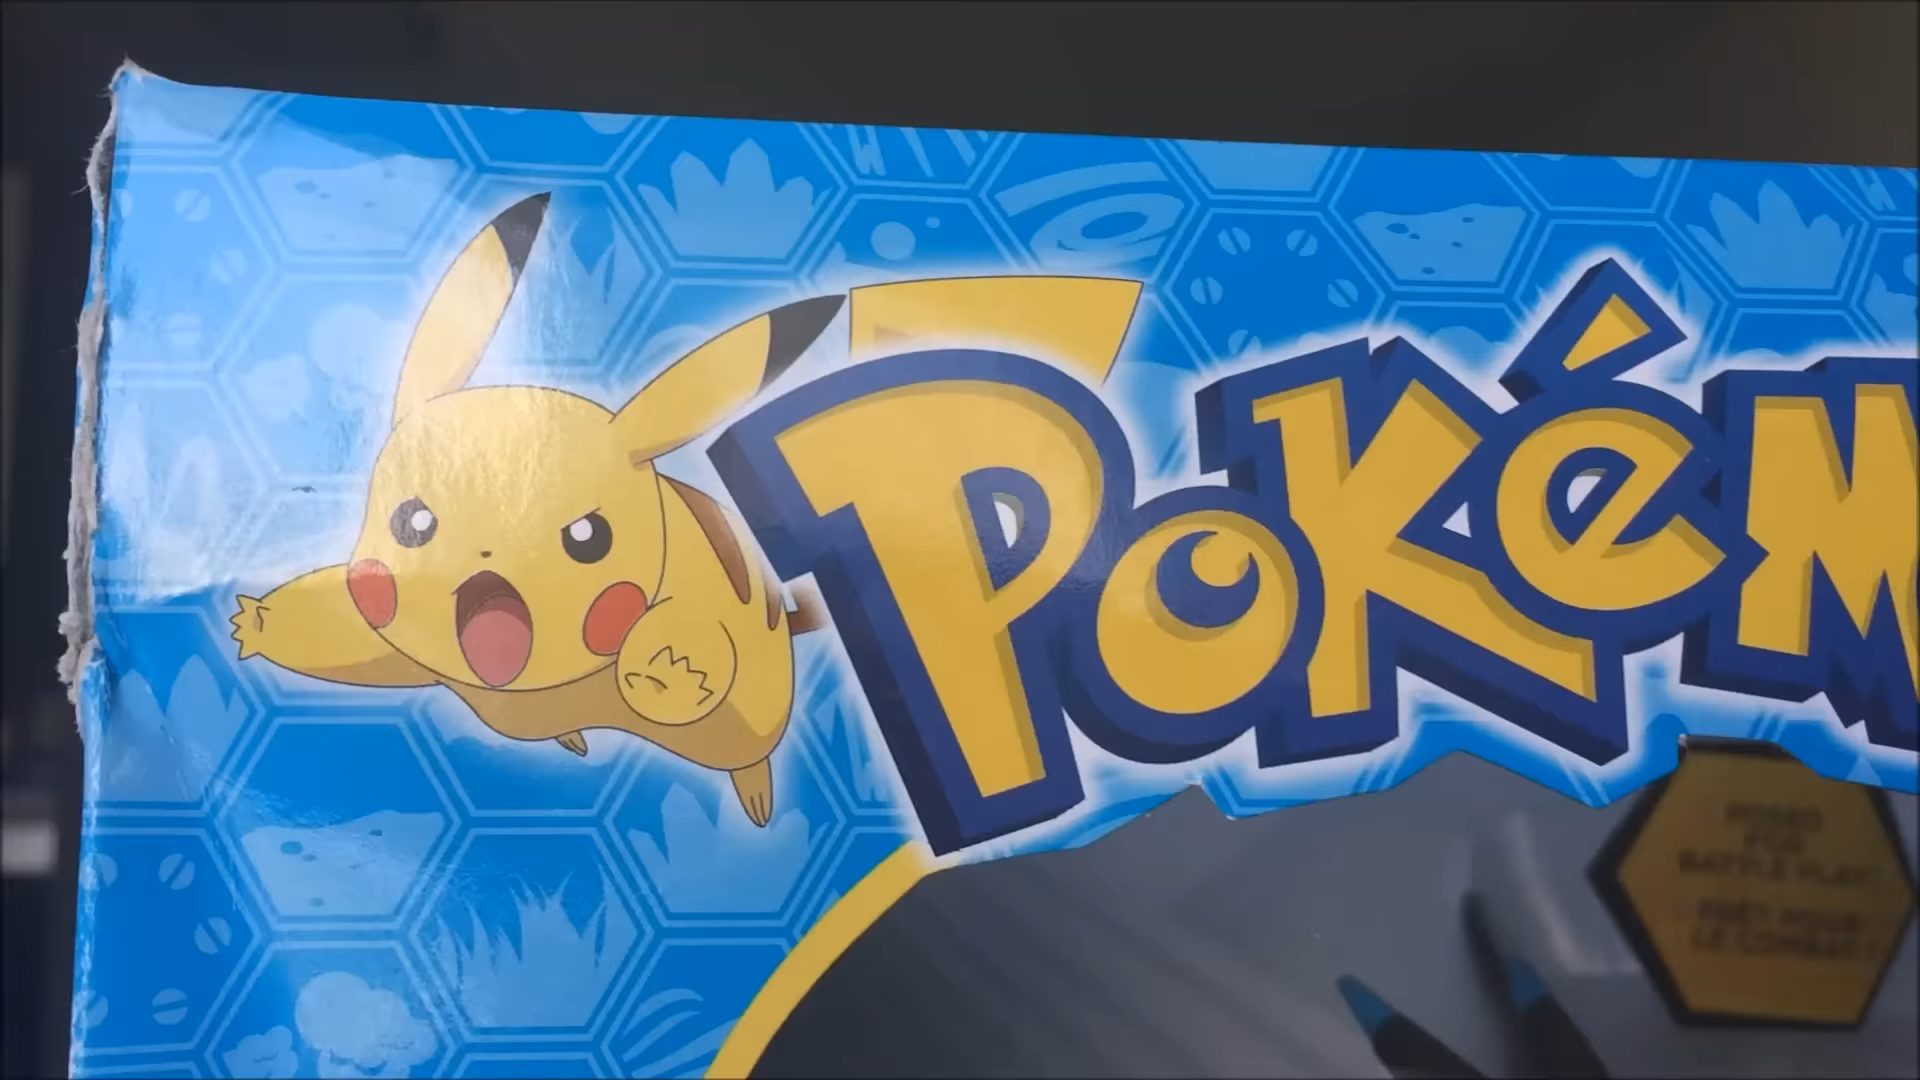 Pokém
POSED
FOR
BATTLE PLAY!
PRÊT POUR
LE COMBAT !